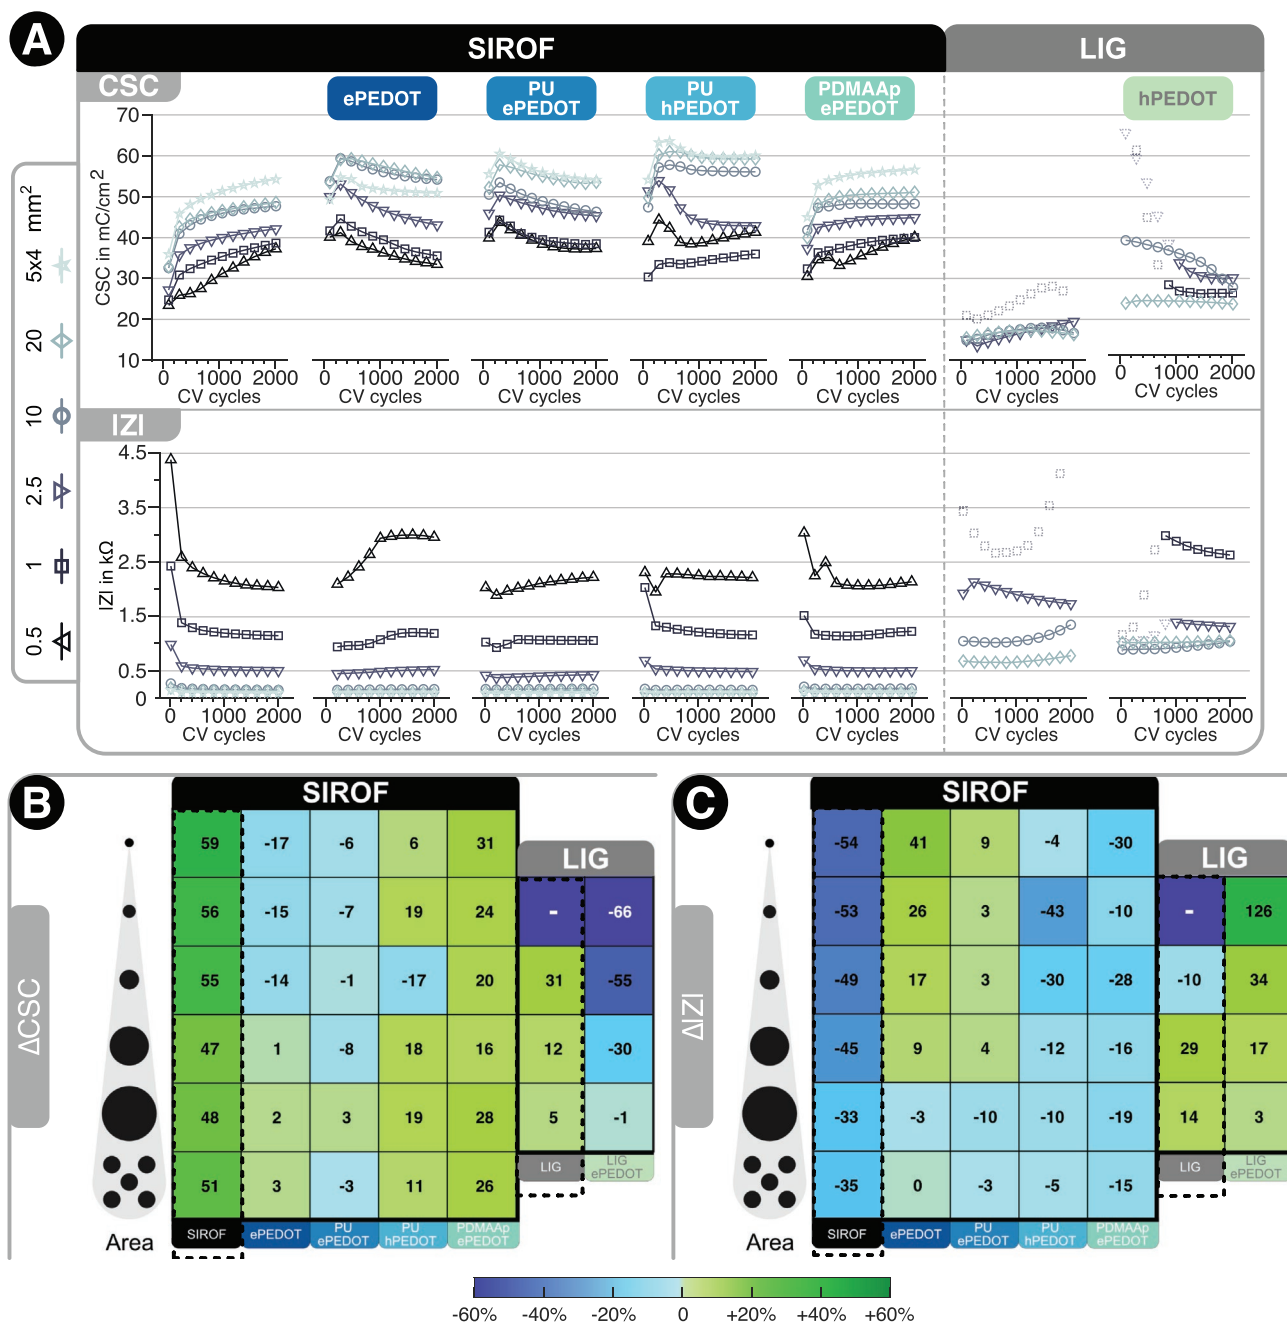 A
SIROF
LIG
CSC
ePEDOT
PU ePEDOT
PU hPEDOT
PDMAAp ePEDOT
hPEDOT
CSC in mC/cm²
70
60
50
40
30
20
10
0 1000 2000
0 1000 2000
0 1000 2000
0 1000 2000
0 1000 2000
0 1000 2000
0 1000 2000
CV cycles
CV cycles
CV cycles
CV cycles
CV cycles
CV cycles
CV cycles
mm²
5x4
20
10
2.5
1
0.5
IZI
IZI in kΩ
4.5
3.5
2.5
1.5
0.5
0
0 1000 2000
0 1000 2000
0 1000 2000
0 1000 2000
0 1000 2000
0 1000 2000
0 1000 2000
CV cycles
CV cycles
CV cycles
CV cycles
CV cycles
CV cycles
CV cycles
B
SIROF
LIG
ΔCSC
59 -17 -6 6 31
56 -15 -7 19 24 - -66
55 -14 -1 -17 20 31 -55
47 1 -8 18 16 12 -30
48 2 3 19 28 5 -1
51 3 -3 11 26
LIG
LIG ePEDOT
Area
SIROF
ePEDOT
PU ePEDOT
PU hPEDOT
PDMAAp ePEDOT
C
SIROF
LIG
ΔIZI
-54 41 9 -4 -30
-53 26 3 -43 -10 - 126
-49 17 3 -30 -28 -10 34
-45 9 4 -12 -16 29 17
-33 -3 -10 -10 -19 14 3
-35 0 -3 -5 -15
LIG
LIG ePEDOT
Area
SIROF
ePEDOT
PU ePEDOT
PU hPEDOT
PDMAAp ePEDOT
-60% -40% -20% 0 +20% +40% +60%